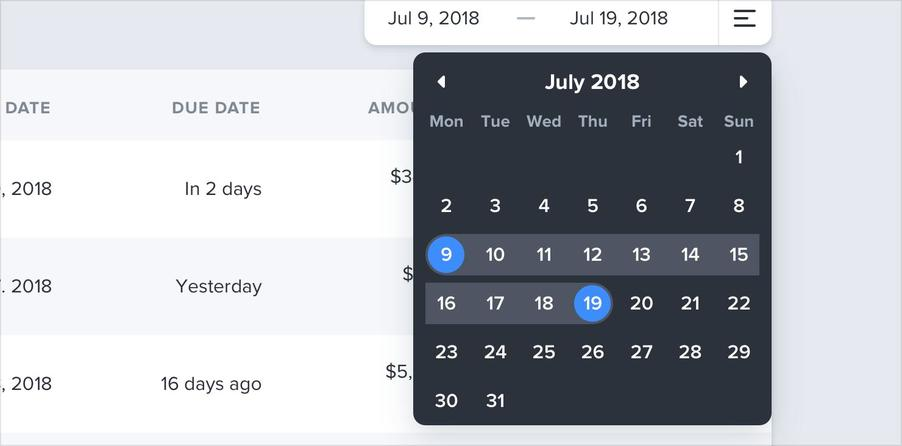 Jul 9, 2018 — Jul 19, 2018
July 2018
DATE DUE DATE
Mon Tue Wed Thu Fri Sat Sun
1
, 2018 In 2 days
2 3 4 5 6 7 8
9 10 11 12 13 14 15
. 2018 Yesterday
16 17 18 19 20 21 22
23 24 25 26 27 28 29
, 2018 16 days ago $5,
30 31